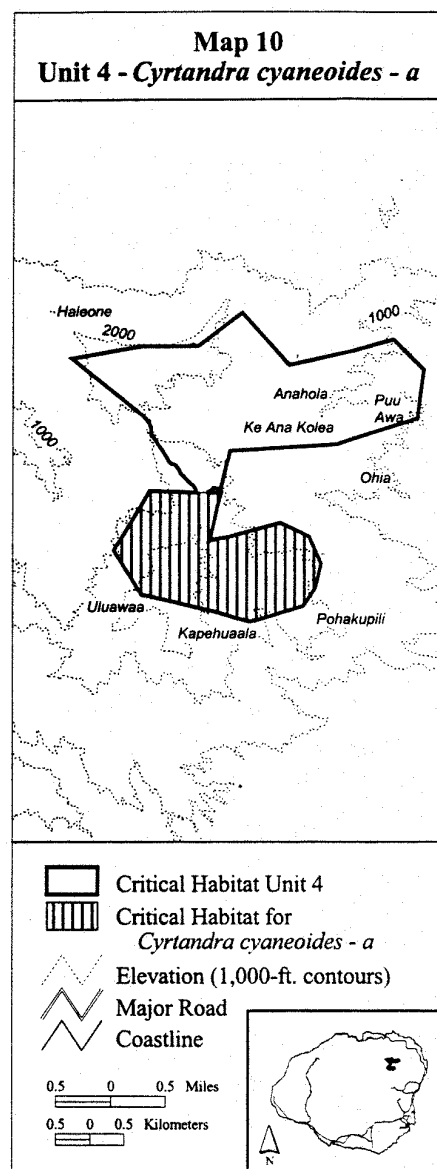 Map 10
Unit 4 - Cyrtandra cyaneoides - a
Haleone
2000
1000
Anahola
Puu
Awa
Ke Ana Kolea
1000
Ohia
Uluawaa
Kapehuaala
Pohakupili
Critical Habitat Unit 4
Critical Habitat for
Cyrtandra cyaneoides - a
Elevation (1,000-ft. contours)
Major Road
Coastline
0.5 0 0.5 Miles
0.5 0 0.5 Kilometers
N